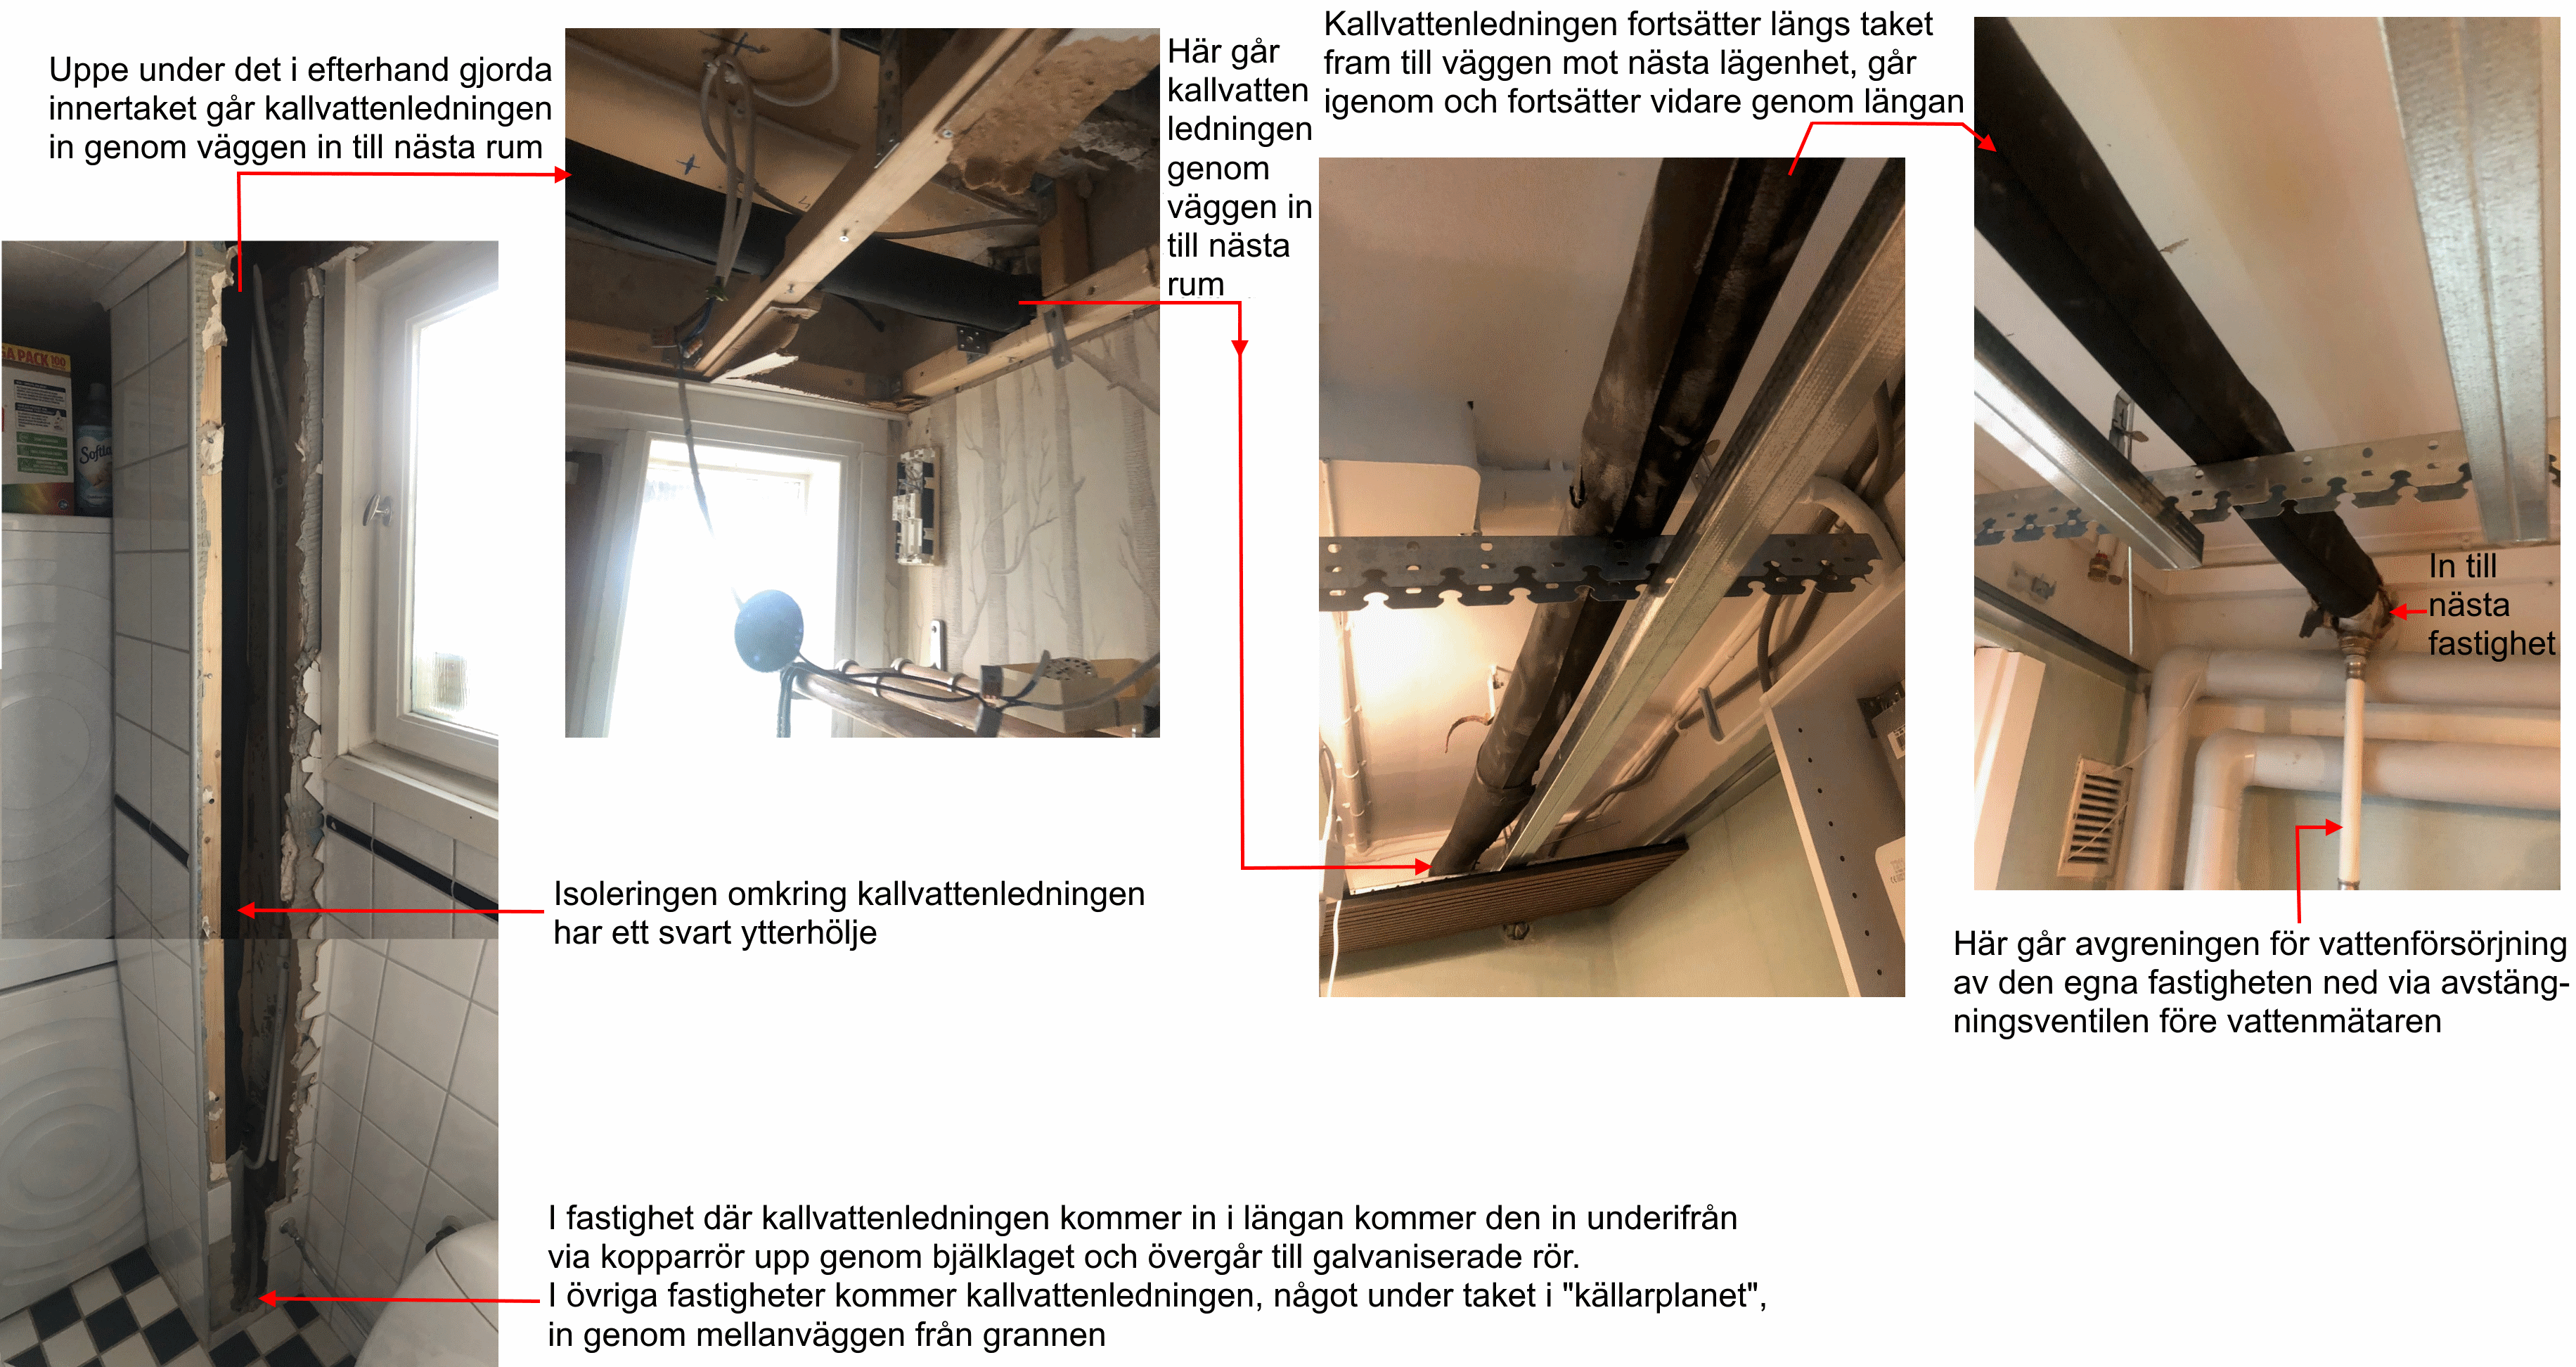 Uppe under det i efterhand gjorda
innertaket går kallvattenledningen
in genom väggen in till nästa rum
Här går
kallvatten
ledningen
genom
väggen in
till nästa
rum
Kallvattenledningen fortsätter längs taket
fram till väggen mot nästa lägenhet, går
igenom och fortsätter vidare genom längan
In till
nästa
fastighet
Isoleringen omkring kallvattenledningen
har ett svart ytterhölje
Här går avgreningen för vattenförsörjning
av den egna fastigheten ned via avstäng-
ningsventilen före vattenmätaren
I fastighet där kallvattenledningen kommer in i längan kommer den in underifrån
via kopparrör upp genom bjälklaget och övergår till galvaniserade rör.
I övriga fastigheter kommer kallvattenledningen, något under taket i "källarplanet",
in genom mellanväggen från grannen
PACK 100